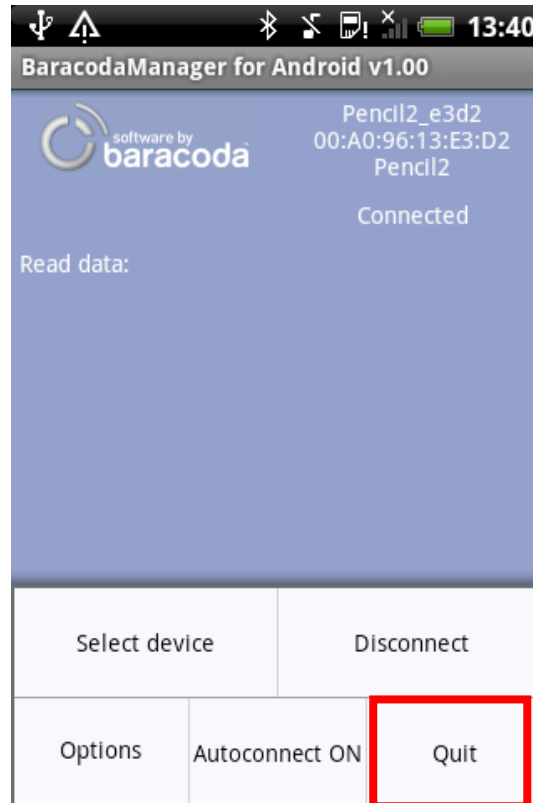 13:40
BaracodaManager for Android v1.00
software by
baracoda
Pencil2_e3d2
00:A0:96:13:E3:D2
Pencil2
Connected
Read data:
Select device
Disconnect
Options
Autoconnect ON
Quit